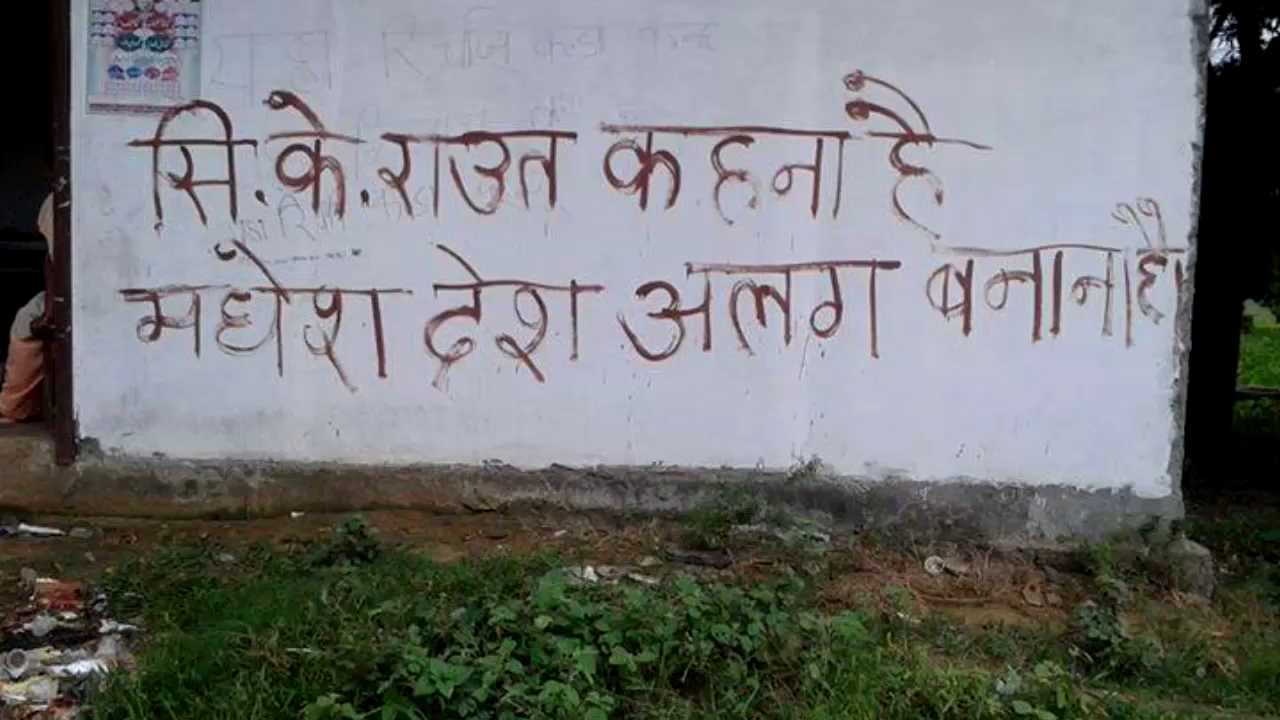 सि.के.राउत कहना है
मधेश देश अलग बनाना है